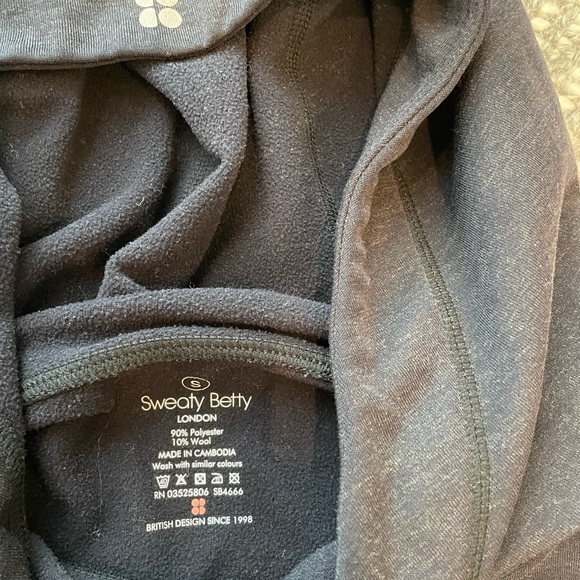 S
Sweaty Betty
LONDON
90% Polyester
10% Wool
MADE IN CAMBODIA
Wash with similar colours
RN 03525B06 SB4666
BRITISH DESIGN SINCE 1998